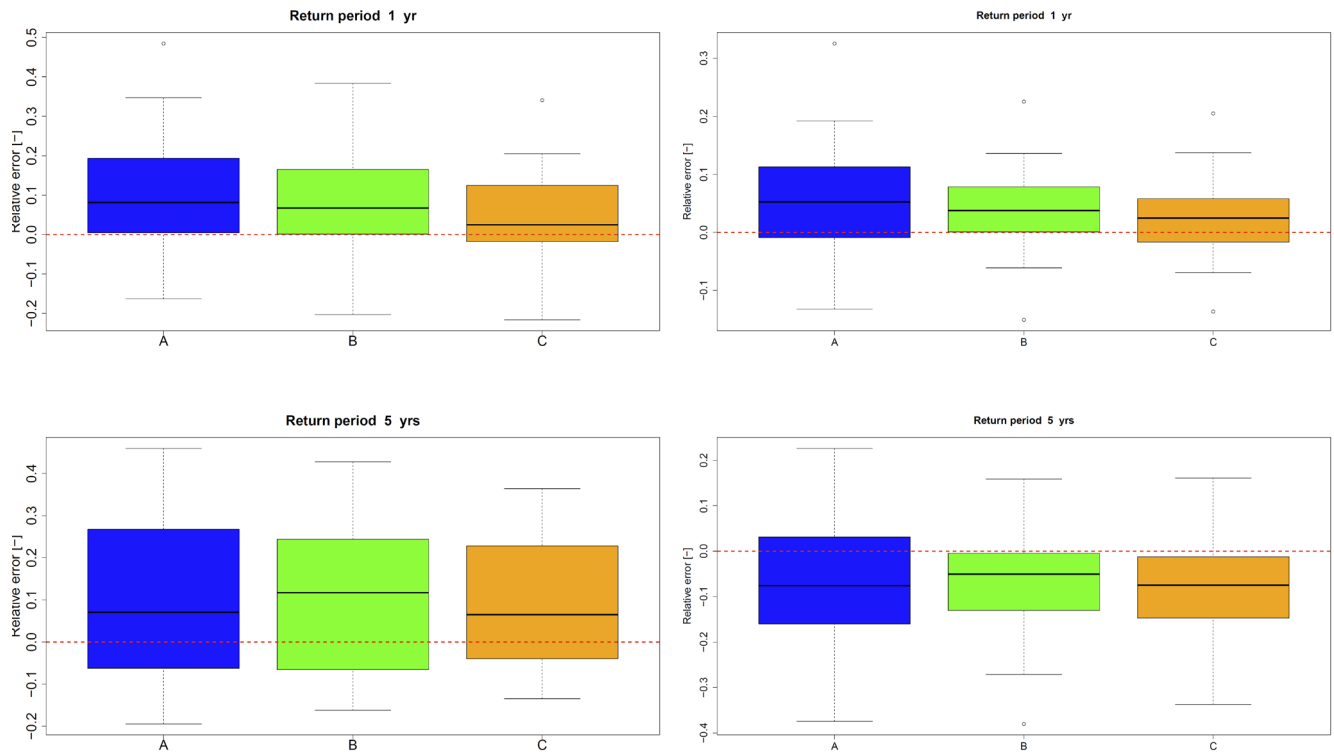 Return period 1 yr
Relative error [−]
0.5
0.4
0.3
0.2
0.1
0.0
−0.1
−0.2
A B C
Return period 1 yr
Relative error [−]
0.3
0.2
0.1
0.0
−0.1
A B C
Return period 5 yrs
Relative error [−]
0.4
0.3
0.2
0.1
0.0
−0.1
−0.2
A B C
Return period 5 yrs
Relative error [−]
0.2
0.1
0.0
−0.1
−0.2
−0.3
−0.4
A B C